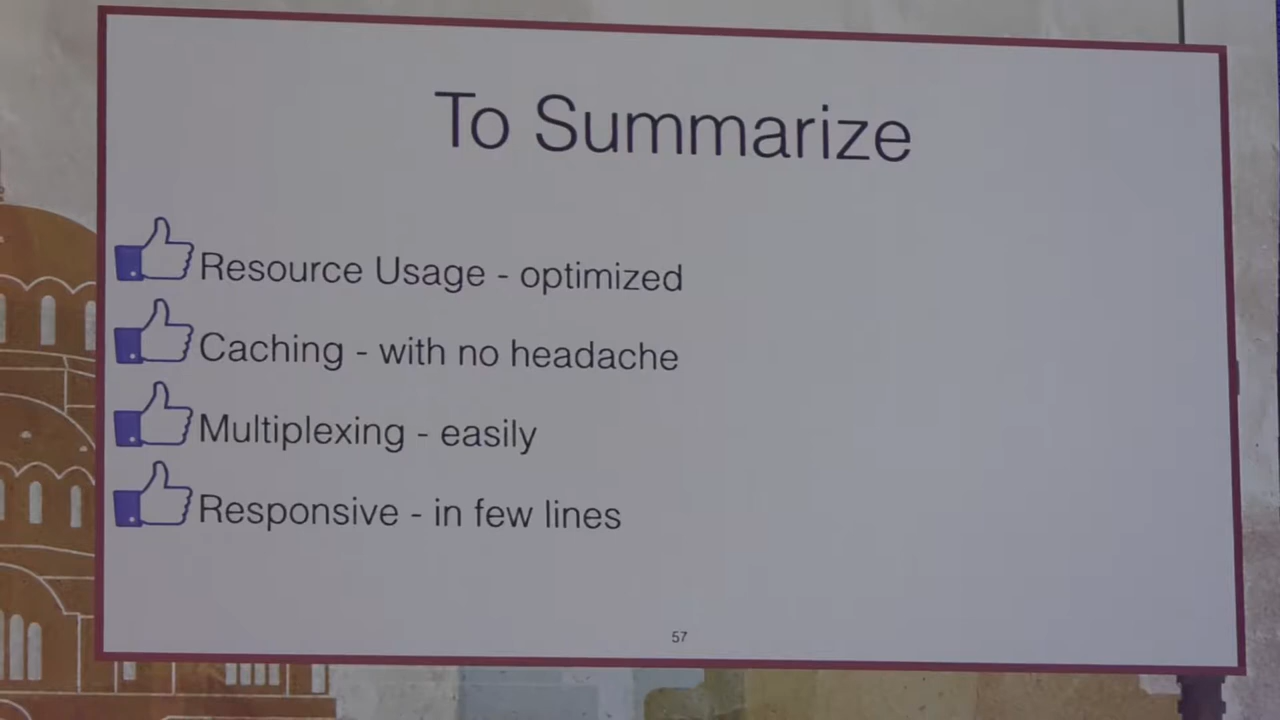 To Summarize
Resource Usage - optimized
Caching - with no headache
Multiplexing - easily
Responsive - in few lines
57